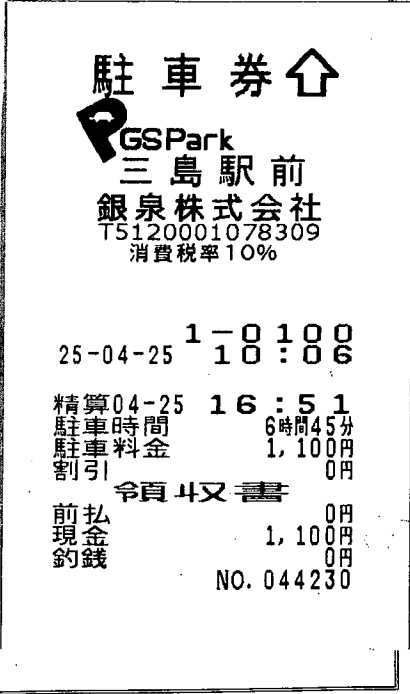 駐車券
GSPark
三島駅前
銀泉株式会社
T5120001078309
消費税率10%
1-0100
25-04-25 10:06
精算04-25 16:51
駐車時間 6時間45分
駐車料金 1,100円
割引 0円
領収書
前払 0円
現金 1,100円
釣銭 0円
NO.044230